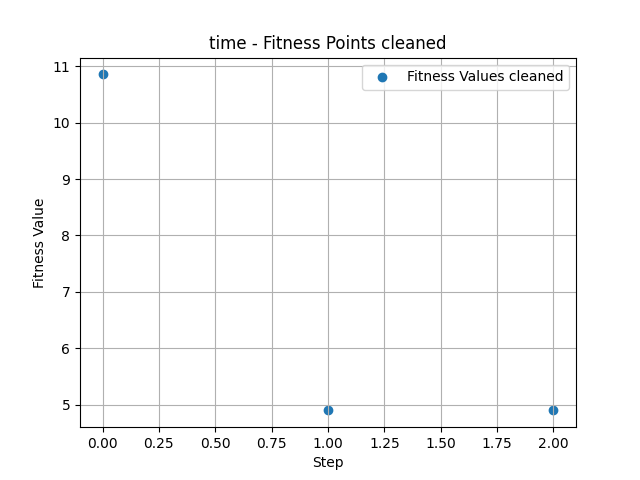 time - Fitness Points cleaned
Fitness Values cleaned
11
10
9
8
7
6
5
Fitness Value
0.00 0.25 0.50 0.75 1.00 1.25 1.50 1.75 2.00
Step